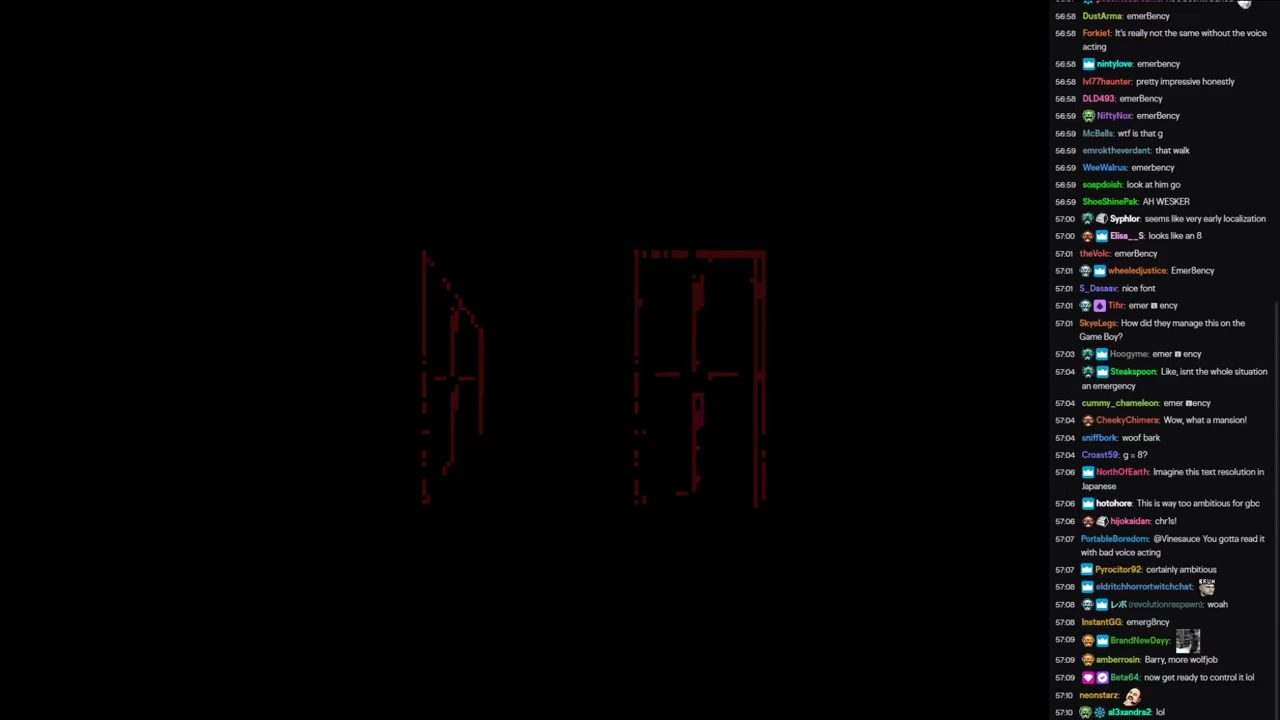 56:58 DustArma: emerBency
56:58 Forkie1: It's really not the same without the voice
acting
56:58 nintylove: emerbency
56:58 lvl77haunter: pretty impressive honestly
56:58 DLD493: emerBency
56:59 NiftyNox: emerBency
56:59 McBalls: wtf is that g
56:59 emroktheverdant: that walk
56:59 WeeWalrus: emerbency
56:59 soapdoish: look at him go
56:59 ShoeShinePak: AH WESKER
57:00 Syphlor: seems like very early localization
57:00 Elisa__S: looks like an 8
57:01 theVolc: emerBency
57:01 wheeledjustice: Emer8ency
57:01 S_Dasaav: nice font
57:01 Tifir: emer 🅱 ency
57:01 SkyeLegs: How did they manage this on the
Game Boy?
57:03 Hoogyme: emer 🅱 ency
57:04 Steakspoon: Like, isnt the whole situation
an emergency
57:04 cummy_chameleon: emer 🅱ency
57:04 CheekyChimera: Wow, what a mansion!
57:04 sniffbork: woof bark
57:04 Croast59: g = 8?
57:06 NorthOfEarth: Imagine this text resolution in
Japanese
57:06 hotohore: This is way too ambitious for gbc
57:06 hijokaidan: chr1s!
57:07 PortableBoredom: @Vinesauce You gotta read it
with bad voice acting
57:07 Pyrocitor92: certainly ambitious
57:08 eldritchhorrortwitchchat:
57:08 レボ (revolutionrespawn): woah
57:08 InstantGG: emerg8ncy
57:09 BrandNewDayy:
57:09 amberrosin: Barry, more wolfjob
57:09 Beta64: now get ready to control it lol
57:10 neonstarz:
57:10 al3xandra2: lol